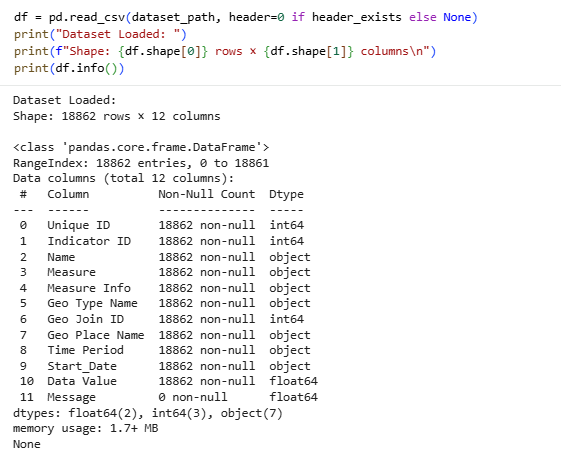 df = pd.read_csv(dataset_path, header=0 if header_exists else None)
print("Dataset Loaded: ")
print(f"Shape: {df.shape[0]} rows × {df.shape[1]} columns\n")
print(df.info())
Dataset Loaded:
Shape: 18862 rows × 12 columns

<class 'pandas.core.frame.DataFrame'>
RangeIndex: 18862 entries, 0 to 18861
Data columns (total 12 columns):
 #   Column          Non-Null Count  Dtype
---  ------          --------------  -----
 0   Unique ID       18862 non-null  int64
 1   Indicator ID    18862 non-null  int64
 2   Name            18862 non-null  object
 3   Measure         18862 non-null  object
 4   Measure Info    18862 non-null  object
 5   Geo Type Name   18862 non-null  object
 6   Geo Join ID     18862 non-null  int64
 7   Geo Place Name  18862 non-null  object
 8   Time Period     18862 non-null  object
 9   Start_Date      18862 non-null  object
 10  Data Value      18862 non-null  float64
 11  Message         0 non-null      float64
dtypes: float64(2), int64(3), object(7)
memory usage: 1.7+ MB
None